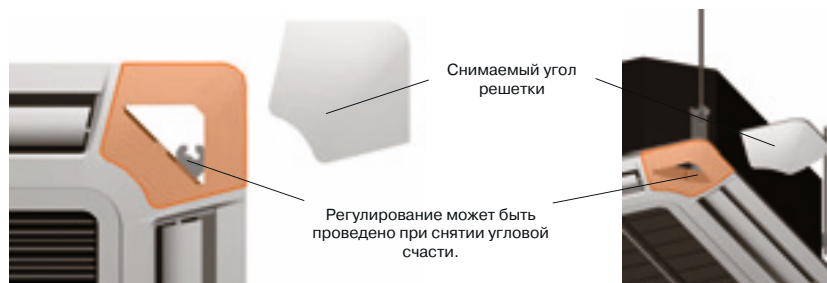 Снимаемый угол
решетки
Регулирование может быть
проведено при снятии угловой
счасти.